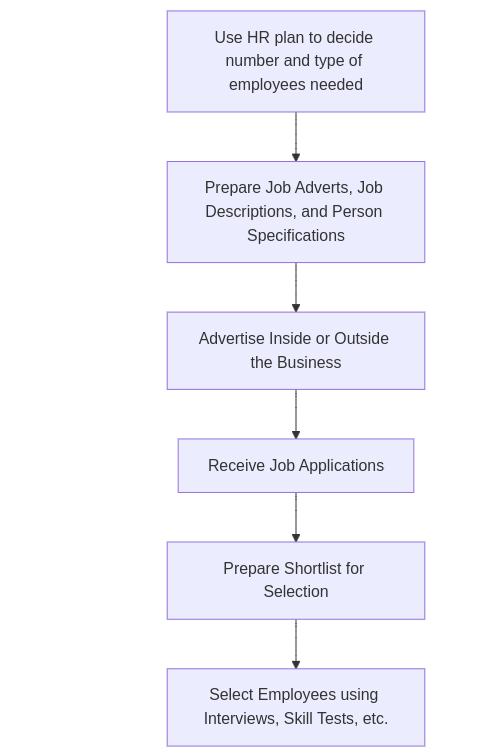 Use HR plan to decide
number and type of
employees needed
Prepare Job Adverts, Job
Descriptions, and Person
Specifications
Advertise Inside or Outside
the Business
Receive Job Applications
Prepare Shortlist for
Selection
Select Employees using
Interviews, Skill Tests, etc.